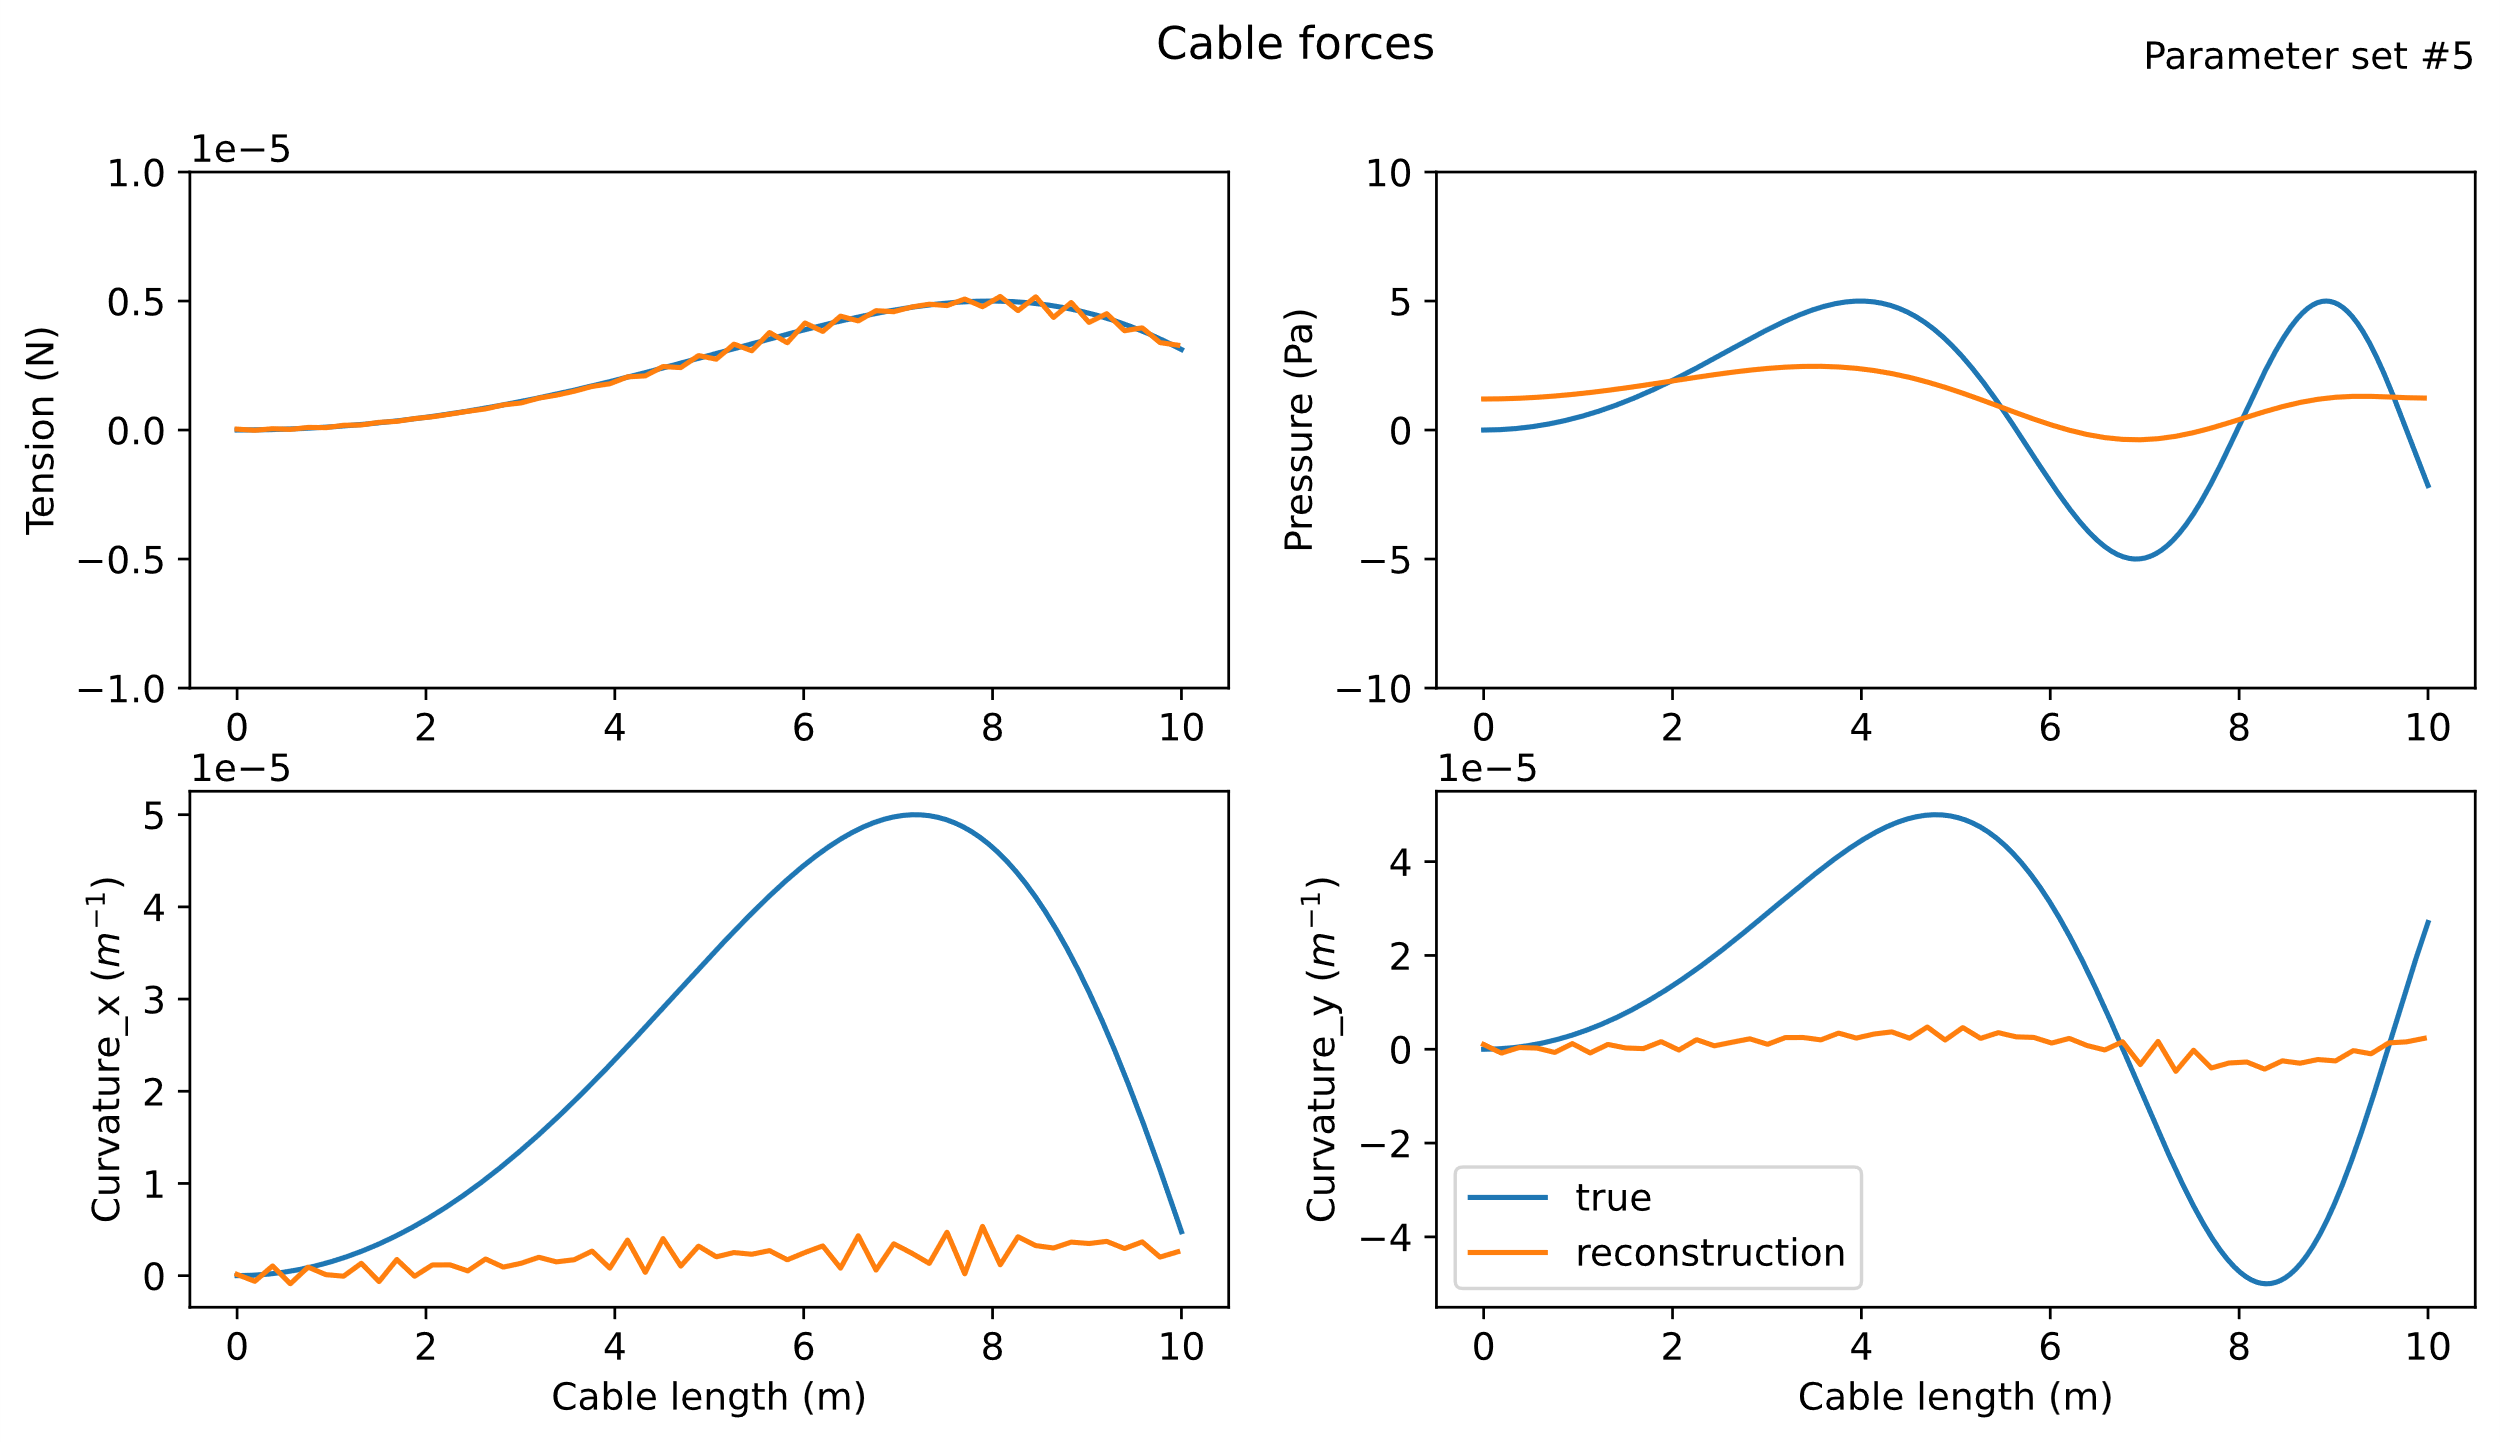 Cable forces
Parameter set #5
1e−5
1.0
0.5
0.0
−0.5
−1.0
Tension (N)
0 2 4 6 8 10
10
5
0
−5
−10
Pressure (Pa)
0 2 4 6 8 10
1e−5
5
4
3
2
1
0
Curvature_x (m⁻¹)
0 2 4 6 8 10
Cable length (m)
1e−5
4
2
0
−2
−4
Curvature_y (m⁻¹)
true
reconstruction
0 2 4 6 8 10
Cable length (m)